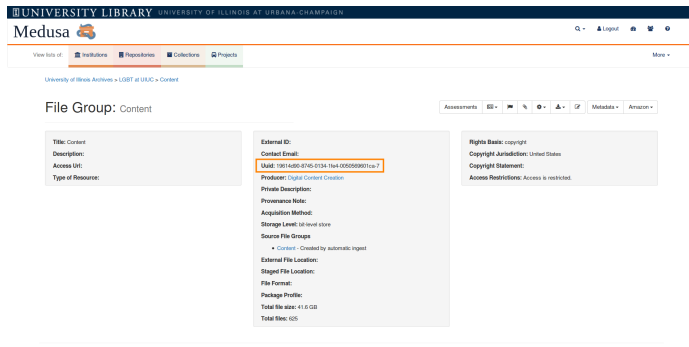 UNIVERSITY LIBRARY UNIVERSITY OF ILLINOIS AT URBANA-CHAMPAIGN
Medusa
Logout
View lists of: Institutions Repositories Collections Projects More
University of Illinois Archives » LGBT at UIUC » Content
File Group: Content
Assessments Metadata Amazon
Title: Content
Description:
Access Url:
Type of Resource:
External ID:
Contact Email:
Uuid: 19614d90-8745-0134-1fe4-0050569601ca-7
Producer: Digital Content Creation
Private Description:
Provenance Note:
Acquisition Method:
Storage Level: bit-level store
Source File Groups
• Content - Created by automatic ingest
External File Location:
Staged File Location:
File Format:
Package Profile:
Total file size: 41.6 GB
Total files: 625
Rights Basis: copyright
Copyright Jurisdiction: United States
Copyright Statement:
Access Restrictions: Access is restricted.